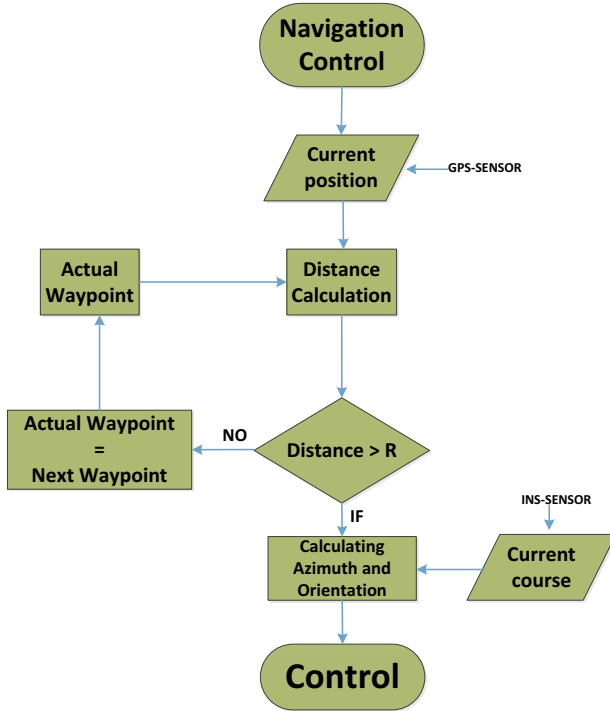 Navigation
Control
Current
position
GPS-SENSOR
Actual
Waypoint
Distance
Calculation
Actual Waypoint
=
Next Waypoint
NO
Distance > R
IF
INS-SENSOR
Calculating
Azimuth and
Orientation
Current
course
Control